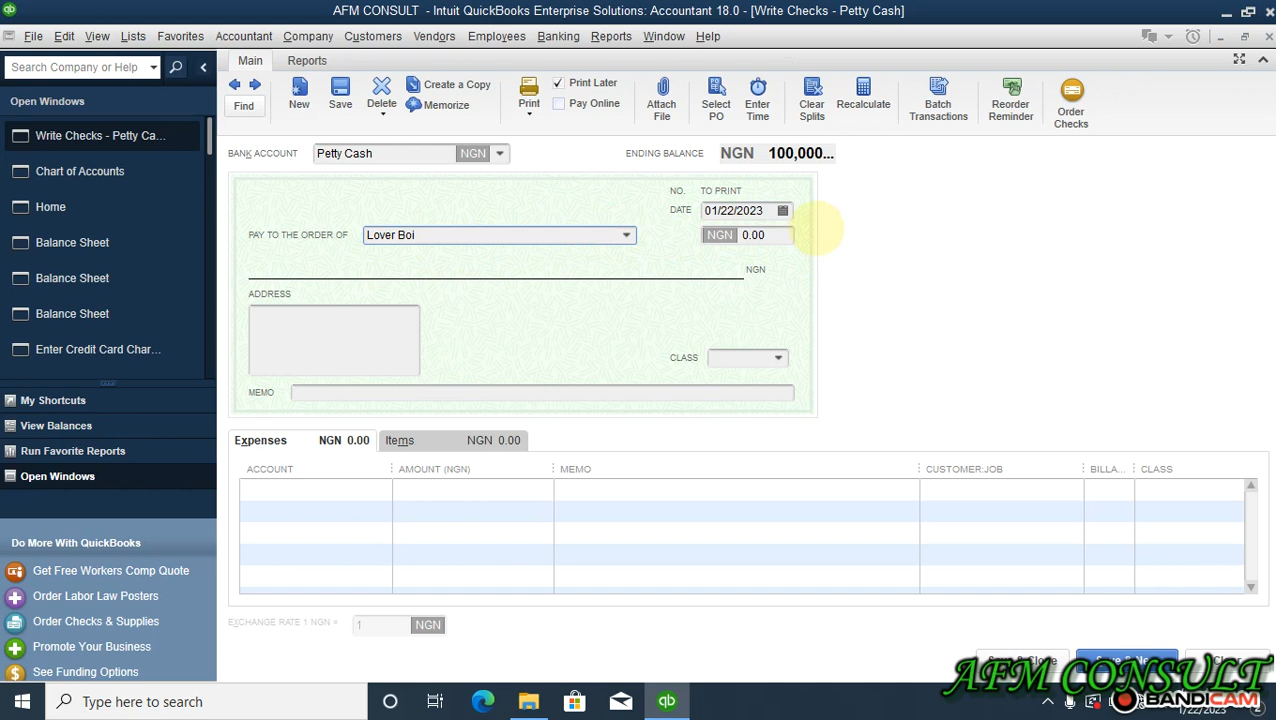 AFM CONSULT - Intuit QuickBooks Enterprise Solutions: Accountant 18.0 - [Write Checks - Petty Cash]
File Edit View Lists Favorites Accountant Company Customers Vendors Employees Banking Reports Window Help
Search Company or Help
Main Reports
Find New Save Delete Create a Copy Memorize Print Print Later Pay Online Attach File Select PO Enter Time Clear Splits Recalculate Batch Transactions Reorder Reminder Order Checks
Open Windows
Write Checks - Petty Ca...
Chart of Accounts
Home
Balance Sheet
Balance Sheet
Balance Sheet
Enter Credit Card Char...
My Shortcuts
View Balances
Run Favorite Reports
Open Windows
Do More With QuickBooks
Get Free Workers Comp Quote
Order Labor Law Posters
Order Checks & Supplies
Promote Your Business
See Funding Options
BANK ACCOUNT Petty Cash NGN ENDING BALANCE NGN 100,000...
NO. TO PRINT
DATE 01/22/2023
PAY TO THE ORDER OF Lover Boi NGN 0.00
NGN
ADDRESS
CLASS
MEMO
Expenses NGN 0.00 Items NGN 0.00
ACCOUNT AMOUNT (NGN) MEMO CUSTOMER:JOB BILLA... CLASS
EXCHANGE RATE 1 NGN = 1 NGN
AFM CONSULT
BANDICAM
Type here to search
1/22/2023